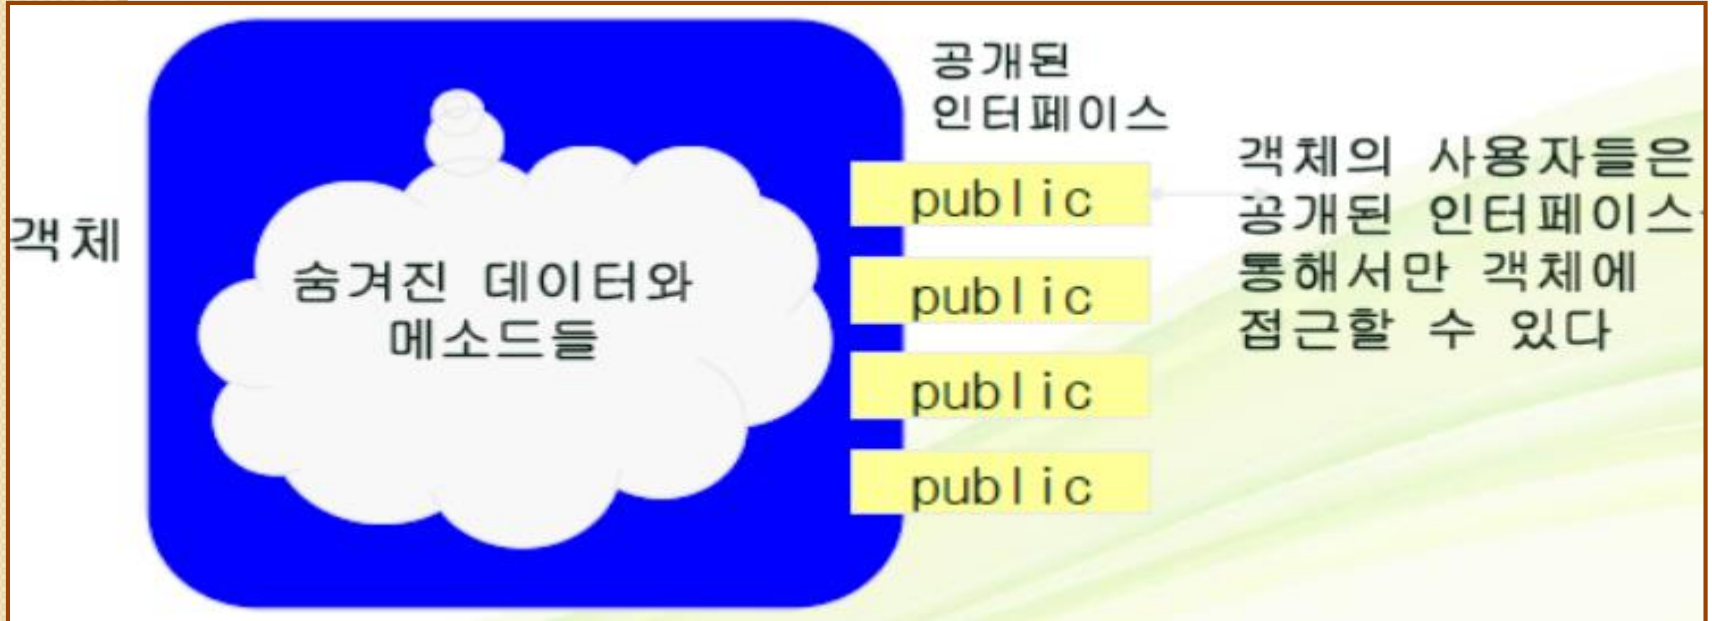 객체
숨겨진 데이터와
메소드들
공개된
인터페이스
public
public
public
public
객체의 사용자들은
공개된 인터페이스
통해서만 객체에
접근할 수 있다